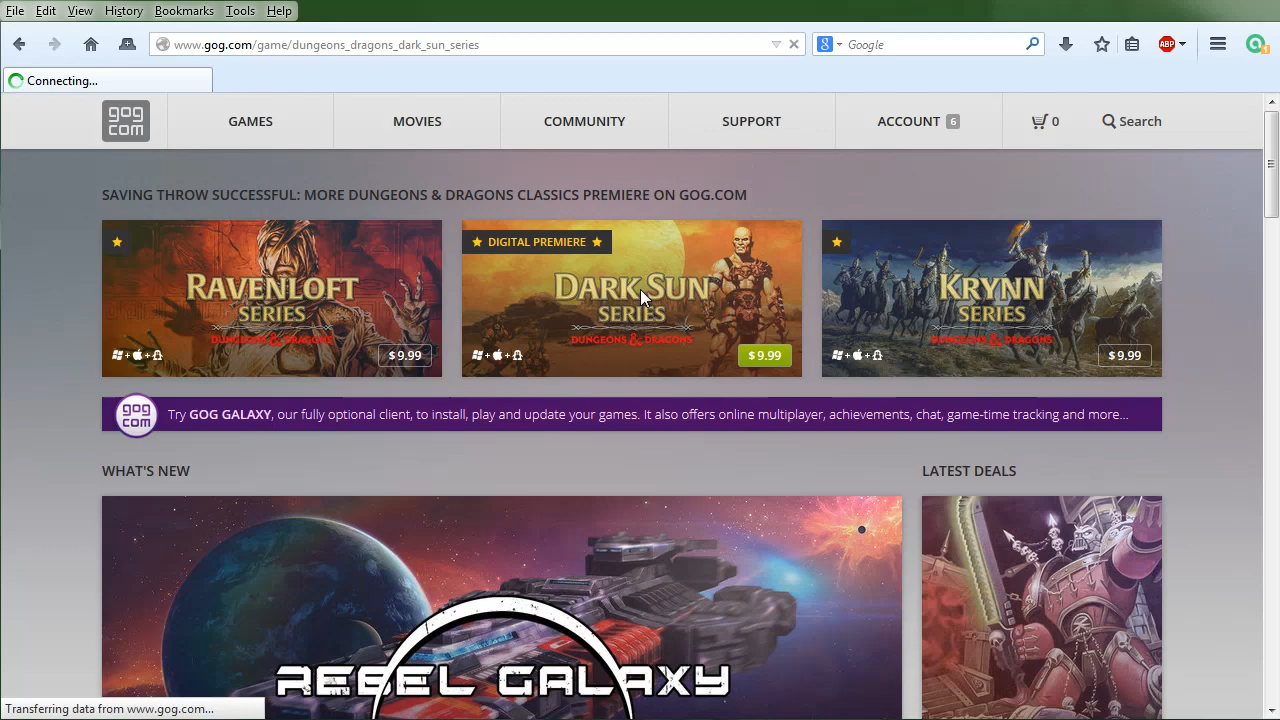 File Edit View History Bookmarks Tools Help
www.gog.com/game/dungeons_dragons_dark_sun_series
Google
ABP
1
Connecting...
gog
com
GAMES
MOVIES
COMMUNITY
SUPPORT
ACCOUNT 6
0
Search
SAVING THROW SUCCESSFUL: MORE DUNGEONS & DRAGONS CLASSICS PREMIERE ON GOG.COM
RAVENLOFT
SERIES
DUNGEONS & DRAGONS
$9.99
DIGITAL PREMIERE
DARK SUN
SERIES
DUNGEONS & DRAGONS
$9.99
KRYNN
SERIES
DUNGEONS & DRAGONS
$9.99
gog
com
Try GOG GALAXY, our fully optional client, to install, play and update your games. It also offers online multiplayer, achievements, chat, game-time tracking and more...
WHAT'S NEW
LATEST DEALS
REBEL GALAXY
Transferring data from www.gog.com...